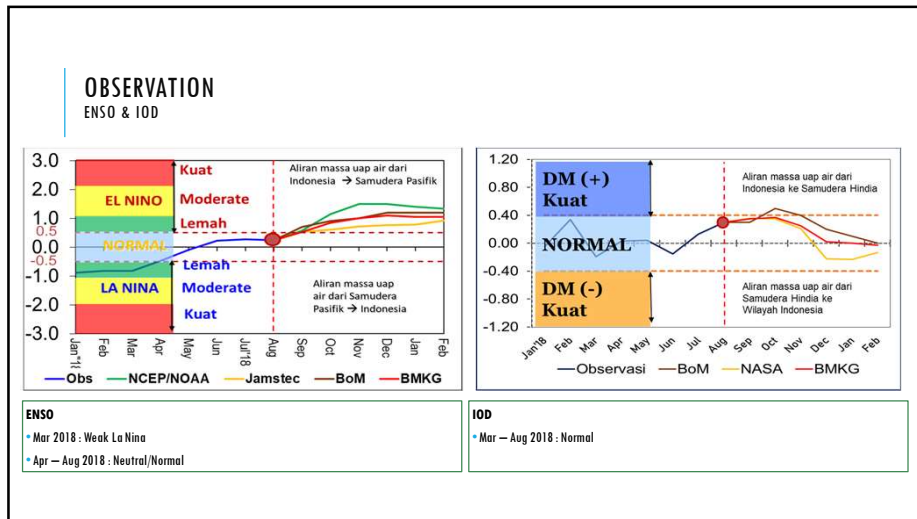 OBSERVATION
ENSO & IOD
3.0
2.0
1.0
0.5
0.0
-0.5
-1.0
-2.0
-3.0
EL NINO
NORMAL
LA NINA
Kuat
Moderate
Lemah
Lemah
Moderate
Kuat
Aliran massa uap air dari
Indonesia → Samudera Pasifik
Aliran massa uap
air dari Samudera
Pasifik → Indonesia
Jan'18
Feb
Mar
Apr
May
Jun
Jul'18
Aug
Sep
Oct
Nov
Dec
Jan
Feb
Obs
NCEP/NOAA
Jamstec
BoM
BMKG
1.20
0.80
0.40
0.00
-0.40
-0.80
-1.20
DM (+)
Kuat
NORMAL
DM (-)
Kuat
Aliran massa uap air dari
Indonesia ke Samudera Hindia
Aliran massa uap air dari
Samudera Hindia ke
Wilayah Indonesia
Jan'18
Feb
Mar
Apr
May
Jun
Jul
Aug
Sep
Oct
Nov
Dec
Jan
Feb
Observasi
BoM
NASA
BMKG
ENSO
• Mar 2018 : Weak La Nina
• Apr – Aug 2018 : Neutral/Normal
IOD
• Mar – Aug 2018 : Normal